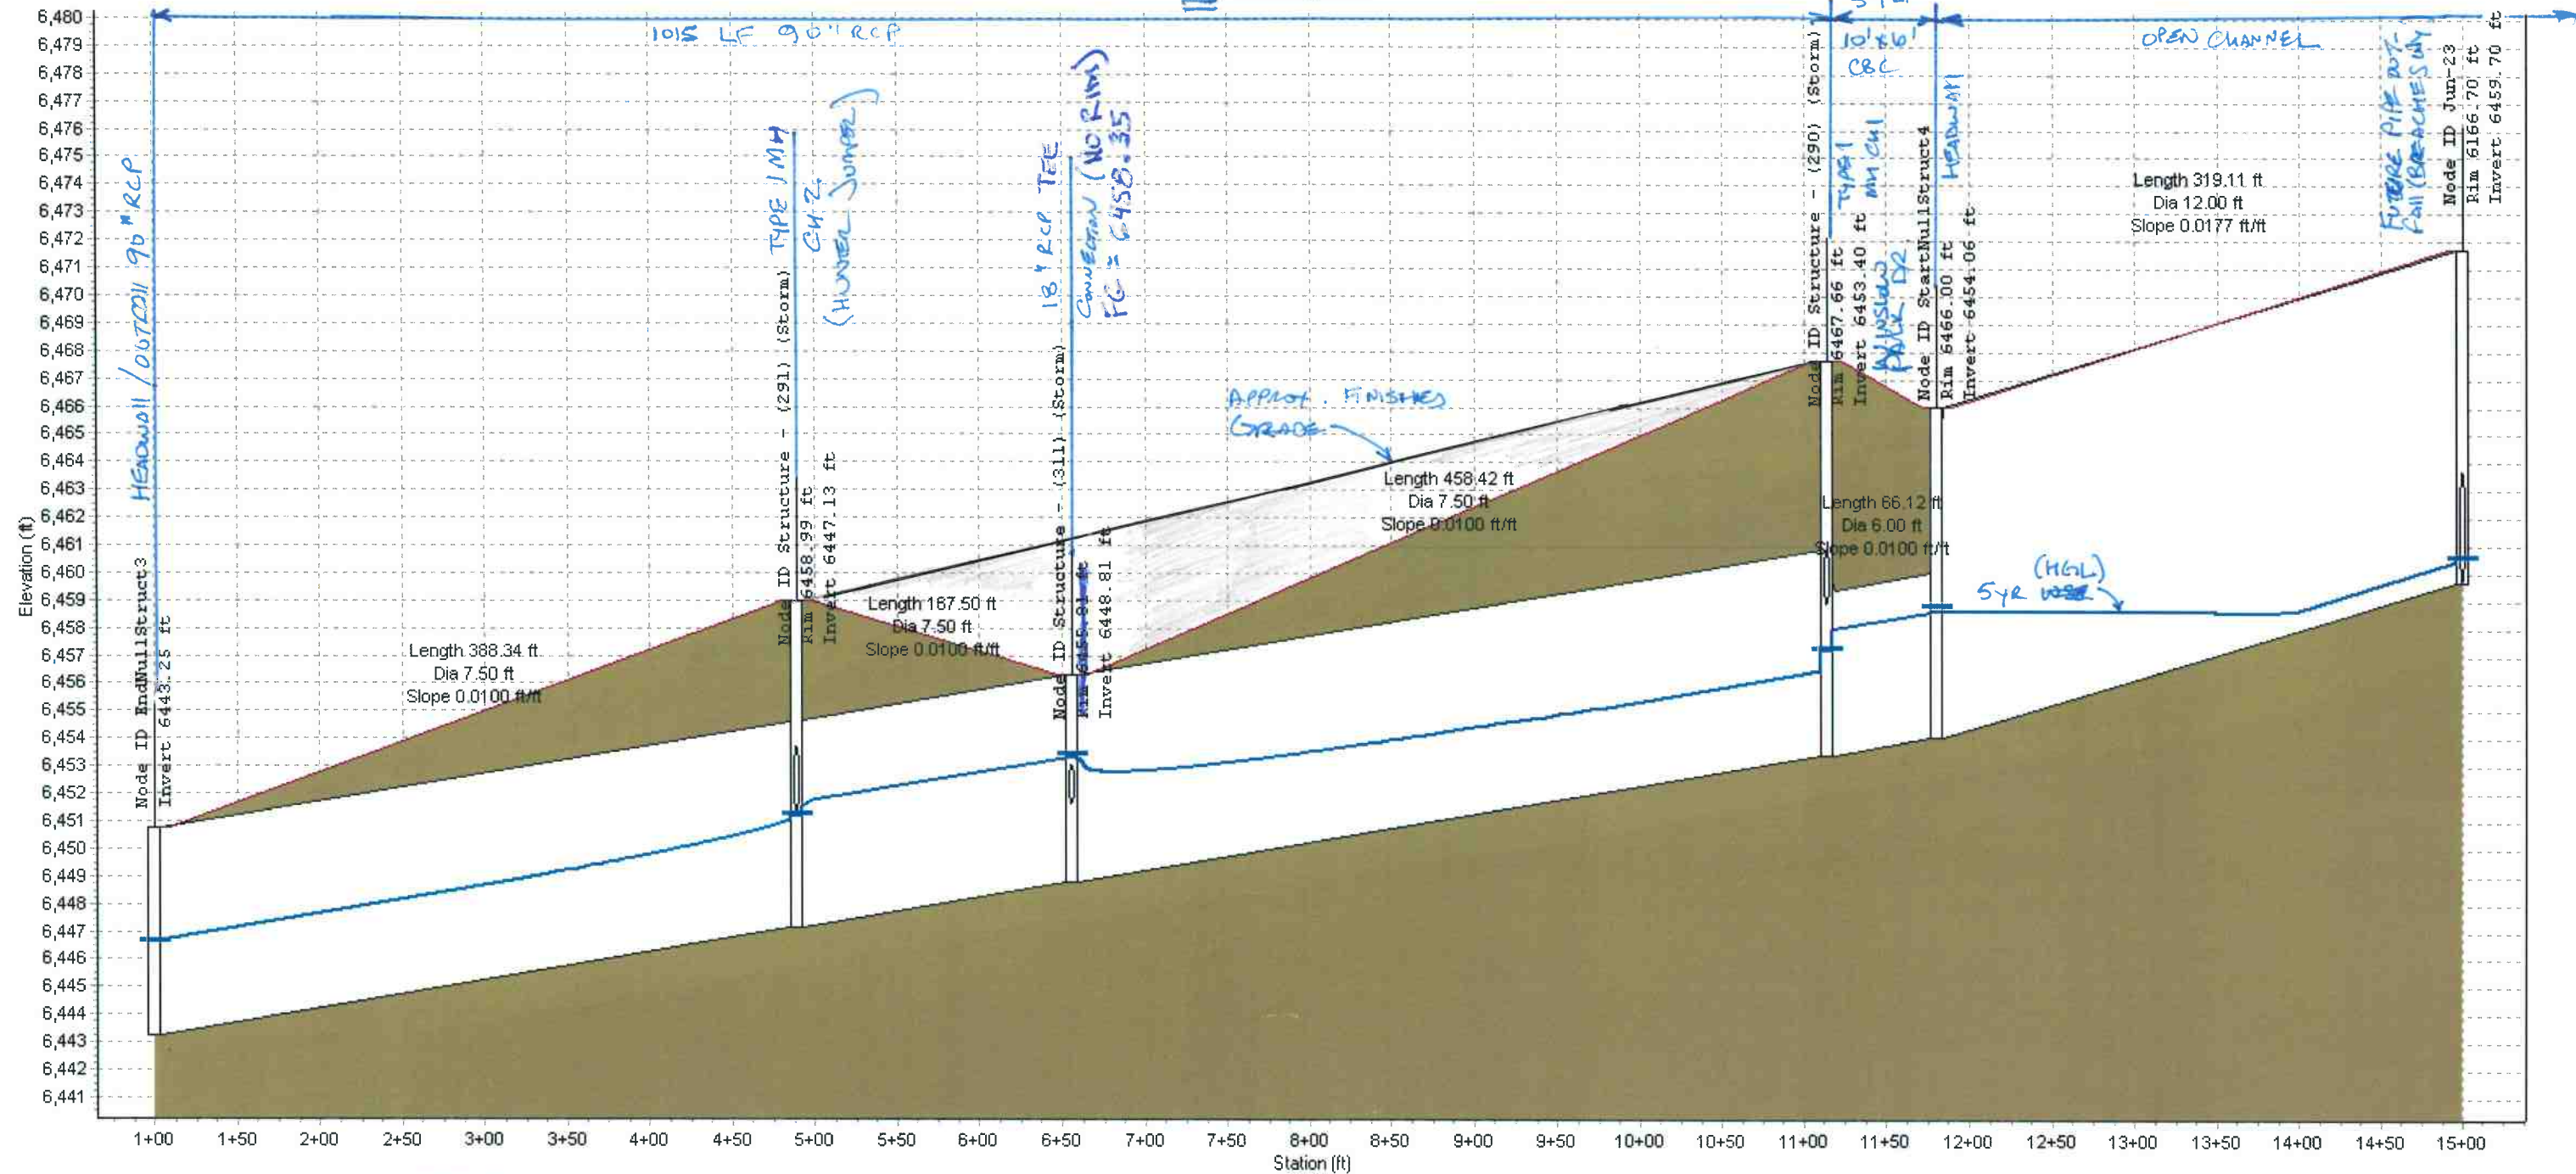 1015 LF 90" RCP
10'x6'
CBC
OPEN CHANNEL
HEADWALL / OUTFALL 90" RCP
Node ID EndNullStruct3
Invert 6443.25 ft
TYPE 1 MH
CH-2
(HUNTER JUMPER)
Node ID Structure - (291) (Storm)
Rim 6458.99 ft
Invert 6447.13 ft
18" RCP TEE
CONNECTION (NO RIM)
FG = 6458.35
Node ID Structure - (311) (Storm)
Invert 6448.81 ft
Node ID Structure - (290) (Storm)
Rim 6467.66 ft
Invert 6453.40 ft
TYPE 1
MH CH1
WINSLOW
PARK DR.
Node ID StartNullStruct4
Rim 6466.00 ft
Invert 6454.06 ft
HEADWALL
FUTURE PIPE OUT-
FALL (BREACHES ONLY)
Node ID Jun-23
Rim 6166.70 ft
Invert 6459.70 ft
Length 388.34 ft
Dia 7.50 ft
Slope 0.0100 ft/ft
Length 167.50 ft
Dia 7.50 ft
Slope 0.0100 ft/ft
APPROX. FINISHED
GRADE
Length 458.42 ft
Dia 7.50 ft
Slope 0.0100 ft/ft
Length 66.12 ft
Dia 6.00 ft
Slope 0.0100 ft/ft
Length 319.11 ft
Dia 12.00 ft
Slope 0.0177 ft/ft
(HGL)
5 YR
Elevation (ft)
6,480
6,479
6,478
6,477
6,476
6,475
6,474
6,473
6,472
6,471
6,470
6,469
6,468
6,467
6,466
6,465
6,464
6,463
6,462
6,461
6,460
6,459
6,458
6,457
6,456
6,455
6,454
6,453
6,452
6,451
6,450
6,449
6,448
6,447
6,446
6,445
6,444
6,443
6,442
6,441
1+00 1+50 2+00 2+50 3+00 3+50 4+00 4+50 5+00 5+50 6+00 6+50 7+00 7+50 8+00 8+50 9+00 9+50 10+00 10+50 11+00 11+50 12+00 12+50 13+00 13+50 14+00 14+50 15+00
Station (ft)